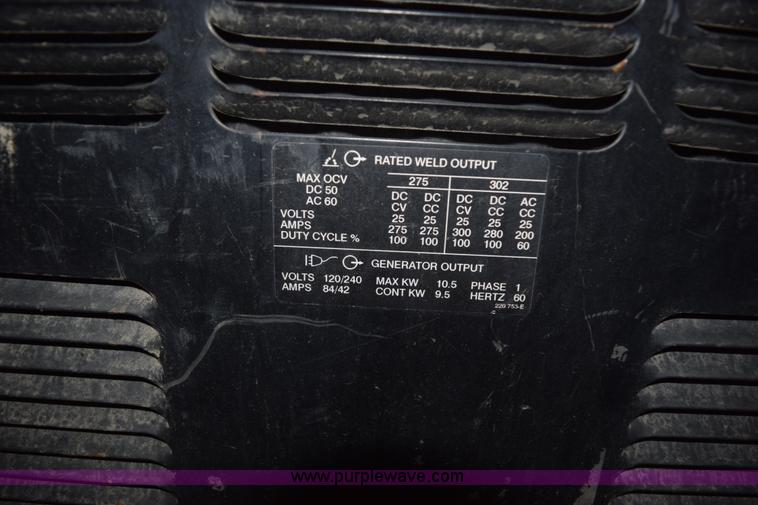 RATED WELD OUTPUT
MAX OCV 275 302
DC 50 DC DC DC DC AC
AC 60 CV CC CV CC CC
VOLTS 25 25 25 25 25
AMPS 275 275 300 280 200
DUTY CYCLE % 100 100 100 100 60
GENERATOR OUTPUT
VOLTS 120/240 MAX KW 10.5 PHASE 1
AMPS 84/42 CONT KW 9.5 HERTZ 60
229 753-E
www.purplewave.com